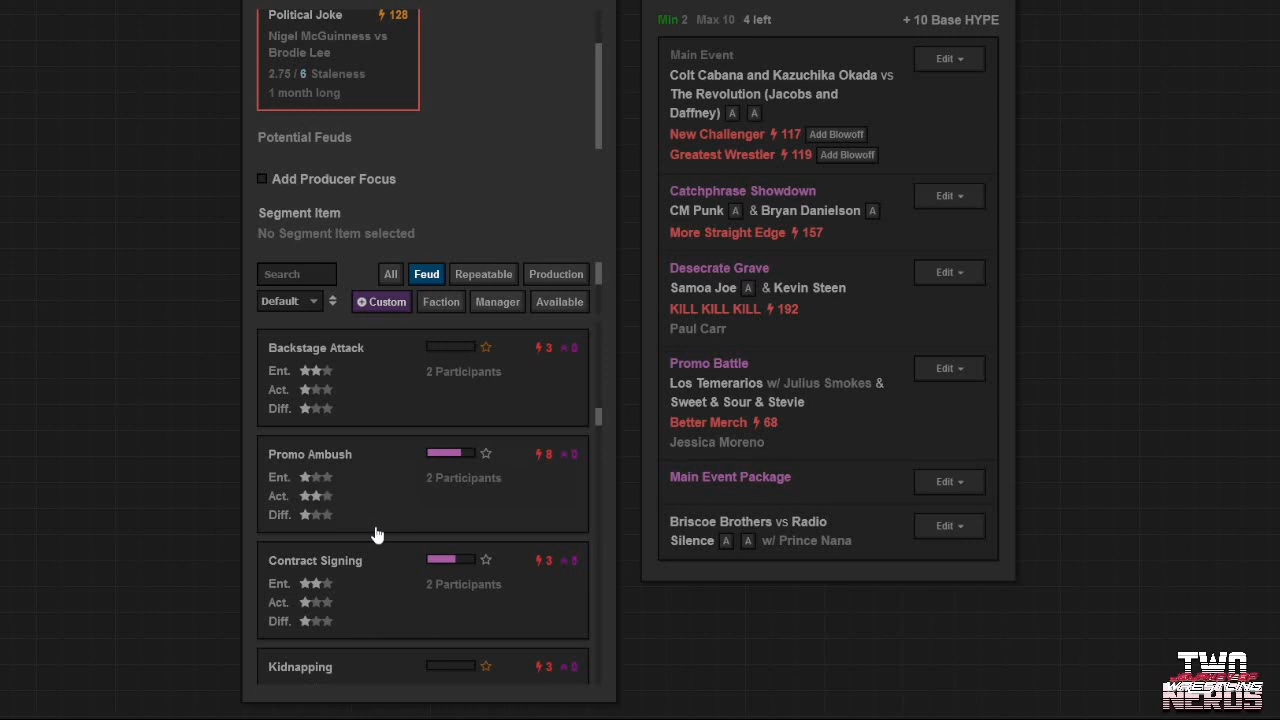 Political Joke 128
Nigel McGuinness vs
Brodie Lee
2.75 / 6 Staleness
1 month long
Potential Feuds
Add Producer Focus
Segment Item
No Segment Item selected
Search All Feud Repeatable Production
Default Custom Faction Manager Available
Backstage Attack 3 0
Ent. 2 Participants
Act.
Diff.
Promo Ambush 8 0
Ent. 2 Participants
Act.
Diff.
Contract Signing 3
Ent. 2 Participants
Act.
Diff.
Kidnapping 3 0
Min 2 Max 10 4 left + 10 Base HYPE
Main Event Edit
Colt Cabana and Kazuchika Okada vs
The Revolution (Jacobs and
Daffney) A A
New Challenger 117 Add Blowoff
Greatest Wrestler 119 Add Blowoff
Catchphrase Showdown Edit
CM Punk A & Bryan Danielson A
More Straight Edge 157
Desecrate Grave Edit
Samoa Joe A & Kevin Steen
KILL KILL KILL 192
Paul Carr
Promo Battle Edit
Los Temerarios w/ Julius Smokes &
Sweet & Sour & Stevie
Better Merch 68
Jessica Moreno
Main Event Package Edit
Briscoe Brothers vs Radio Edit
Silence A A w/ Prince Nana
TWO
JOURNEY OF
WRESTLING
NERDS